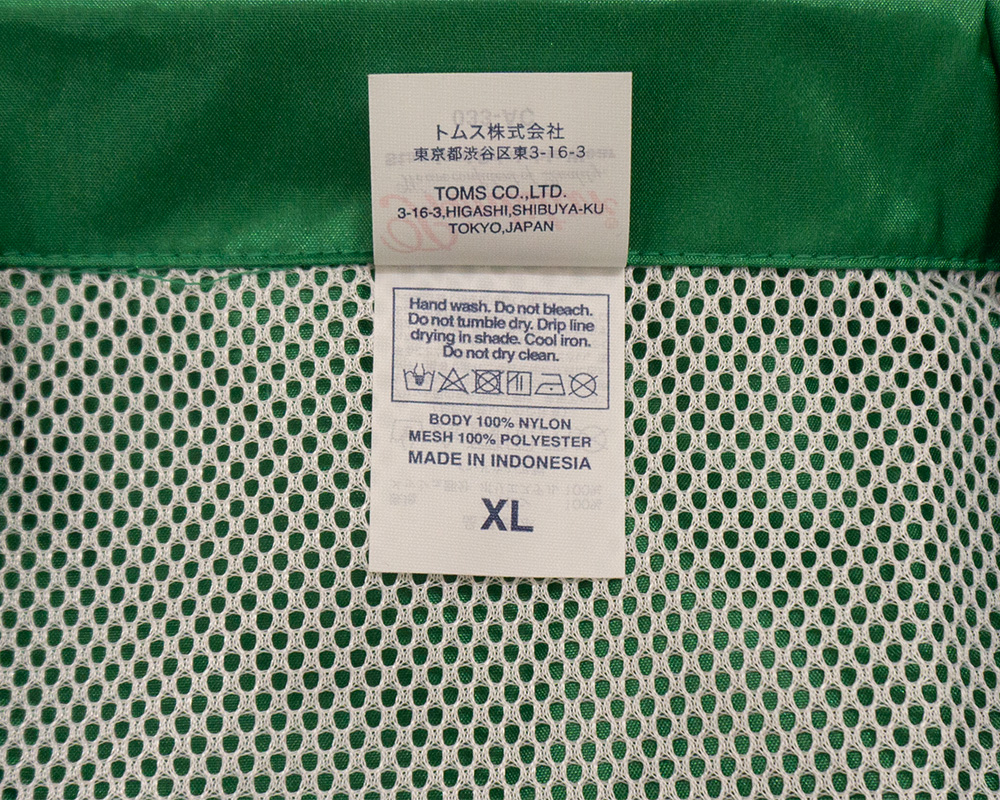 トムス株式会社
東京都渋谷区東3-16-3
TOMS CO.,LTD.
3-16-3,HIGASHI,SHIBUYA-KU
TOKYO,JAPAN
Hand wash. Do not bleach.
Do not tumble dry. Drip line
drying in shade. Cool iron.
Do not dry clean.
BODY 100% NYLON
MESH 100% POLYESTER
MADE IN INDONESIA
XL